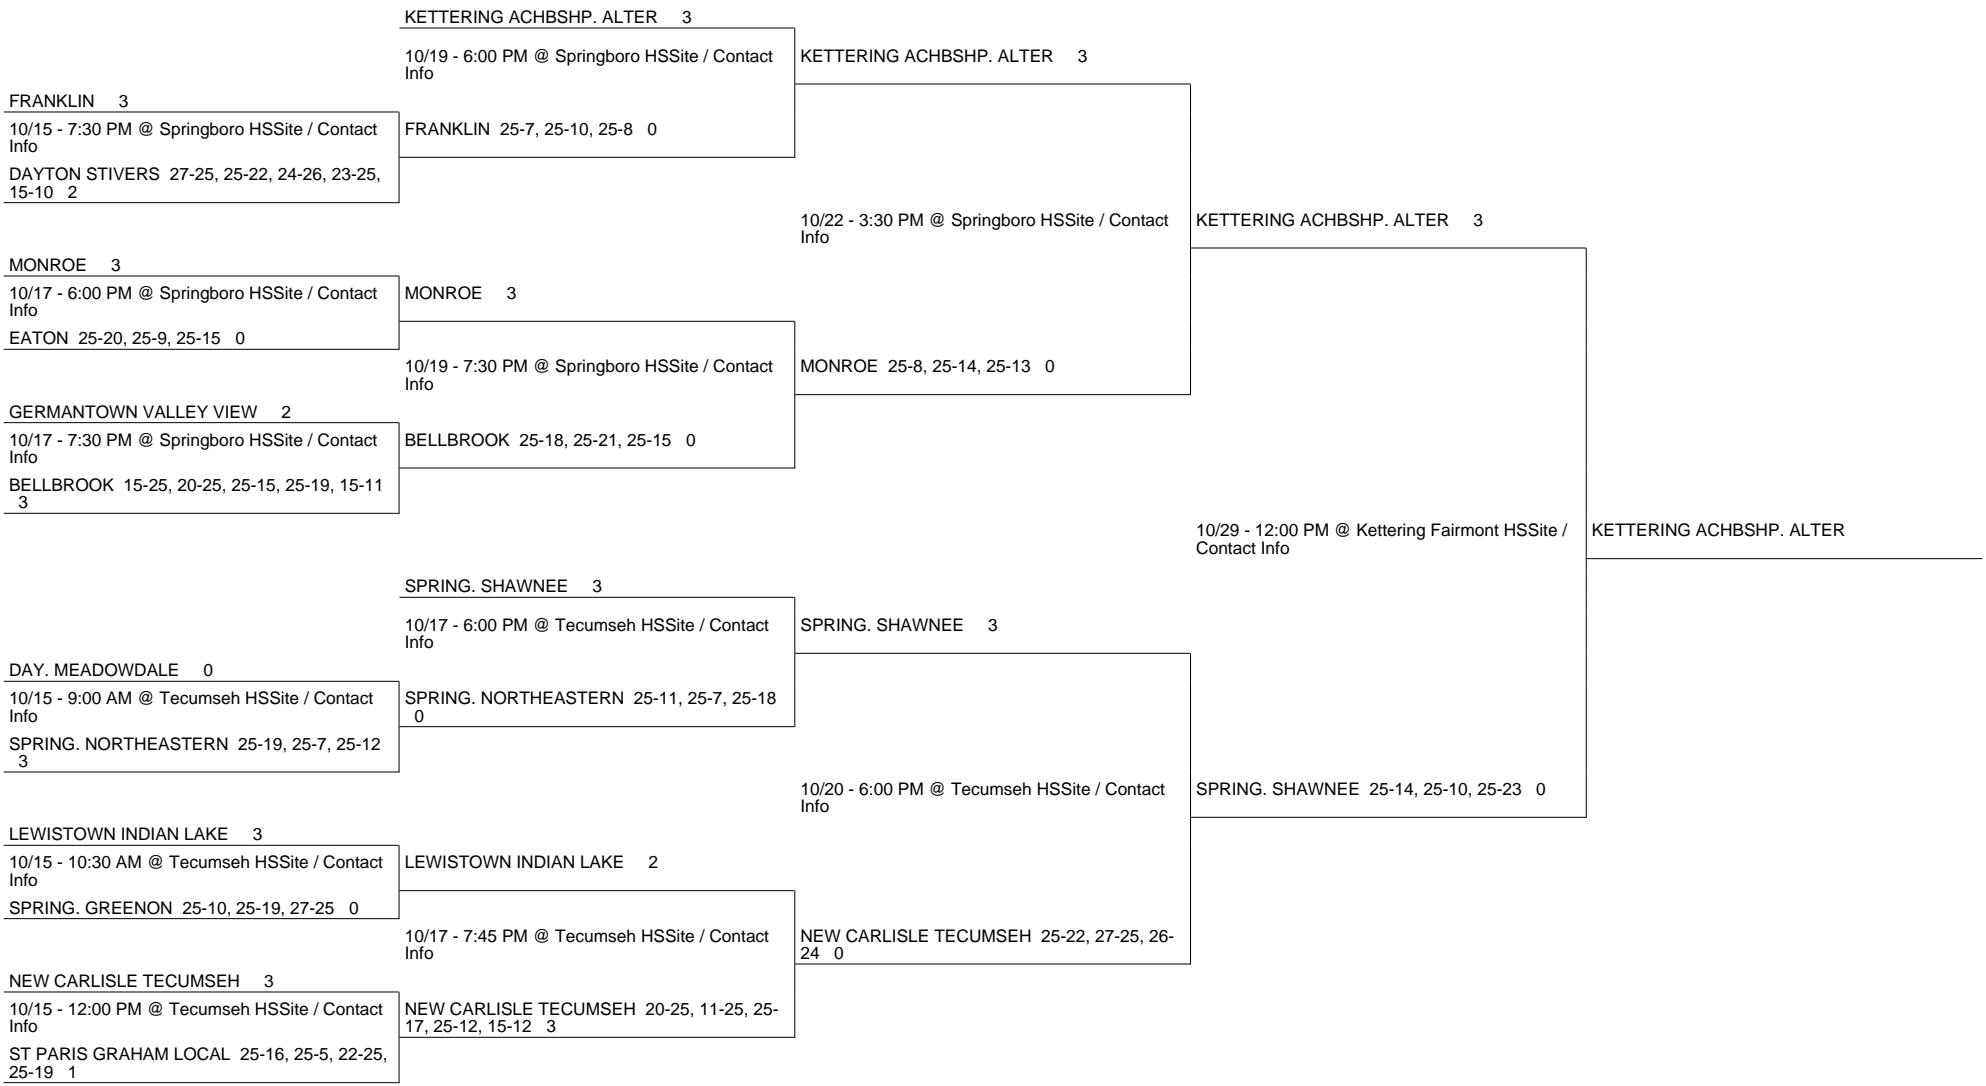 KETTERING ACHBSHP. ALTER 3
10/19 - 6:00 PM @ Springboro HSSite / Contact
Info
KETTERING ACHBSHP. ALTER 3
FRANKLIN 3
10/15 - 7:30 PM @ Springboro HSSite / Contact
Info
FRANKLIN 25-7, 25-10, 25-8 0
DAYTON STIVERS 27-25, 25-22, 24-26, 23-25,
15-10 2
10/22 - 3:30 PM @ Springboro HSSite / Contact
Info
KETTERING ACHBSHP. ALTER 3
MONROE 3
10/17 - 6:00 PM @ Springboro HSSite / Contact
Info
MONROE 3
EATON 25-20, 25-9, 25-15 0
10/19 - 7:30 PM @ Springboro HSSite / Contact
Info
MONROE 25-8, 25-14, 25-13 0
GERMANTOWN VALLEY VIEW 2
10/17 - 7:30 PM @ Springboro HSSite / Contact
Info
BELLBROOK 25-18, 25-21, 25-15 0
BELLBROOK 15-25, 20-25, 25-15, 25-19, 15-11
3
10/29 - 12:00 PM @ Kettering Fairmont HSSite /
Contact Info
KETTERING ACHBSHP. ALTER
SPRING. SHAWNEE 3
10/17 - 6:00 PM @ Tecumseh HSSite / Contact
Info
SPRING. SHAWNEE 3
DAY. MEADOWDALE 0
10/15 - 9:00 AM @ Tecumseh HSSite / Contact
Info
SPRING. NORTHEASTERN 25-11, 25-7, 25-18
0
SPRING. NORTHEASTERN 25-19, 25-7, 25-12
3
10/20 - 6:00 PM @ Tecumseh HSSite / Contact
Info
SPRING. SHAWNEE 25-14, 25-10, 25-23 0
LEWISTOWN INDIAN LAKE 3
10/15 - 10:30 AM @ Tecumseh HSSite / Contact
Info
LEWISTOWN INDIAN LAKE 2
SPRING. GREENON 25-10, 25-19, 27-25 0
10/17 - 7:45 PM @ Tecumseh HSSite / Contact
Info
NEW CARLISLE TECUMSEH 25-22, 27-25, 26-
24 0
NEW CARLISLE TECUMSEH 3
10/15 - 12:00 PM @ Tecumseh HSSite / Contact
Info
NEW CARLISLE TECUMSEH 20-25, 11-25, 25-
17, 25-12, 15-12 3
ST PARIS GRAHAM LOCAL 25-16, 25-5, 22-25,
25-19 1